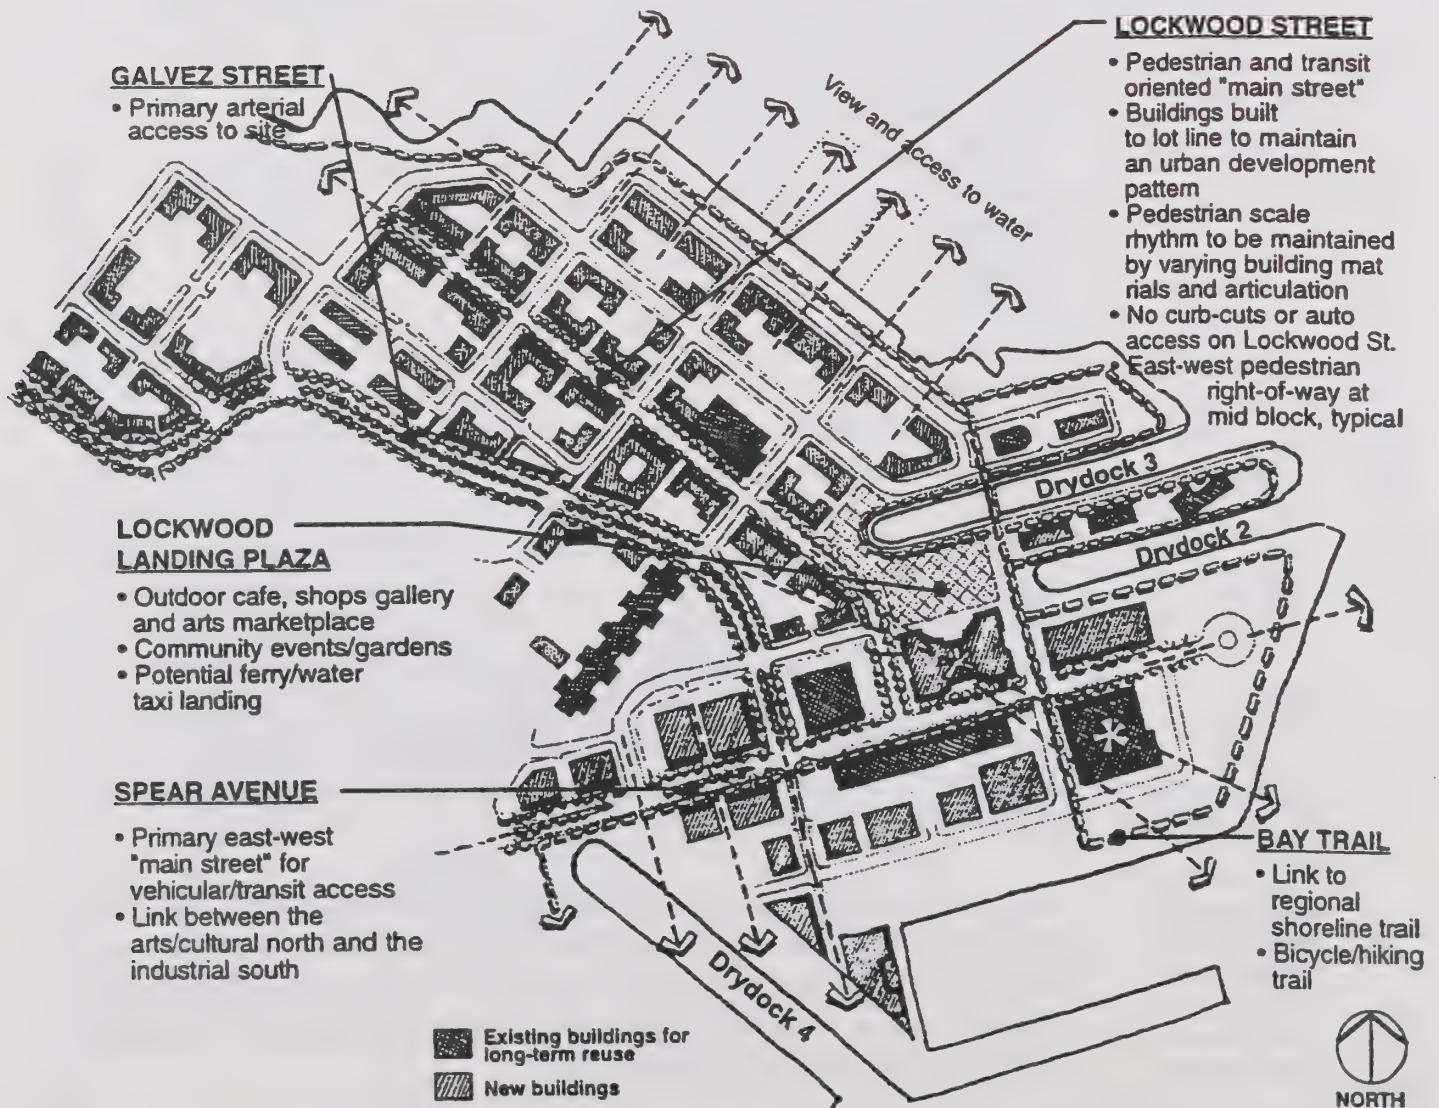 GALVEZ STREET
• Primary arterial
access to site
LOCKWOOD STREET
• Pedestrian and transit
oriented "main street"
• Buildings built
to lot line to maintain
an urban development
pattern
• Pedestrian scale
rhythm to be maintained
by varying building mat
rials and articulation
• No curb-cuts or auto
access on Lockwood St.
• East-west pedestrian
right-of-way at
mid block, typical
View and access to water
Drydock 3
Drydock 2
LOCKWOOD
LANDING PLAZA
• Outdoor cafe, shops gallery
and arts marketplace
• Community events/gardens
• Potential ferry/water
taxi landing
SPEAR AVENUE
• Primary east-west
"main street" for
vehicular/transit access
• Link between the
arts/cultural north and the
industrial south
BAY TRAIL
• Link to
regional
shoreline trail
• Bicycle/hiking
trail
Drydock 4
Existing buildings for
long-term reuse
New buildings
NORTH